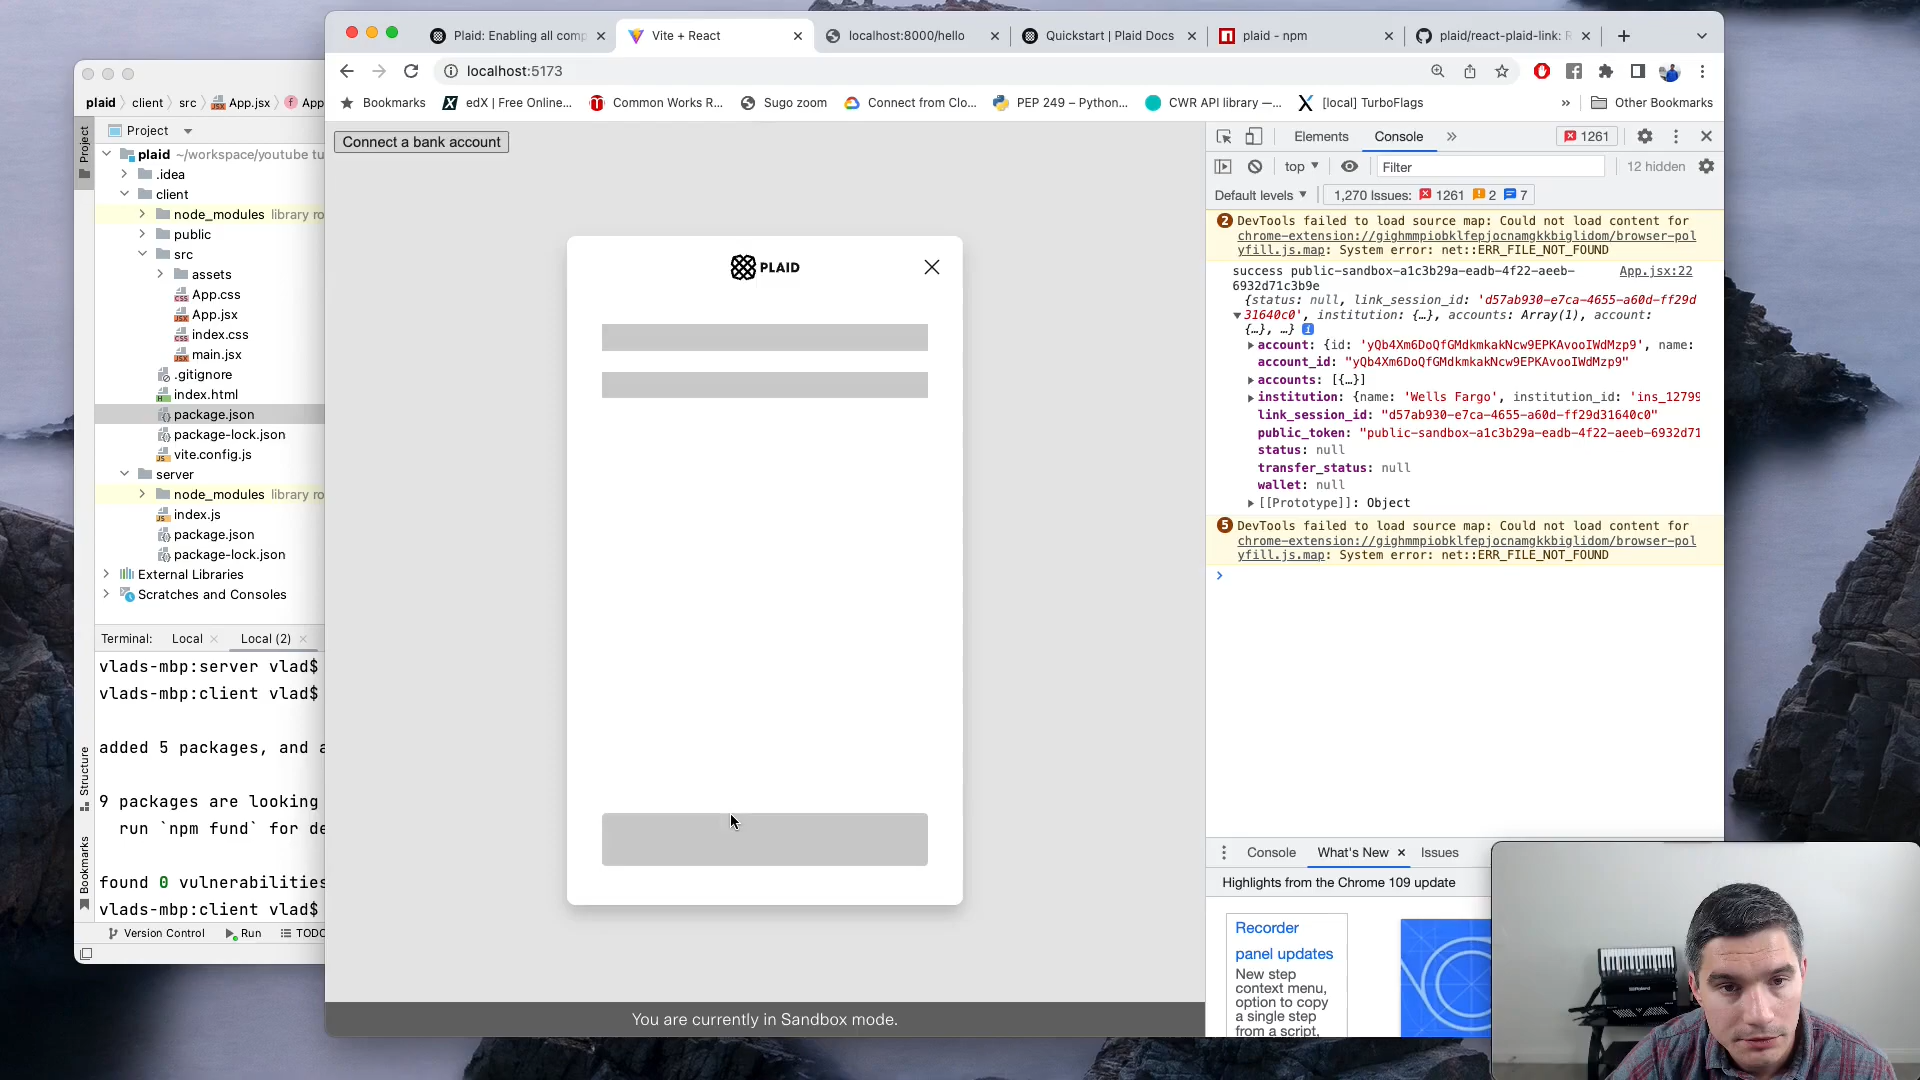 Plaid: Enabling all comp
Vite + React
localhost:8000/hello
Quickstart | Plaid Docs
plaid - npm
plaid/react-plaid-link: R
localhost:5173
Bookmarks
edX | Free Online...
Common Works R...
Sugo zoom
Connect from Clo...
PEP 249 – Python...
CWR API library —...
[local] TurboFlags
»
Other Bookmarks
plaid
client
src
App.jsx
App
Project
Project
plaid ~/workspace/youtube tu
.idea
client
node_modules library ro
public
src
assets
App.css
App.jsx
index.css
main.jsx
.gitignore
index.html
package.json
package-lock.json
vite.config.js
server
node_modules library ro
index.js
package.json
package-lock.json
External Libraries
Scratches and Consoles
Structure
Bookmarks
Terminal: Local Local (2)
vlads-mbp:server vlad$
vlads-mbp:client vlad$
added 5 packages, and a
9 packages are looking
run `npm fund` for de
found 0 vulnerabilities
vlads-mbp:client vlad$
Version Control
Run
TODO
Connect a bank account
PLAID
You are currently in Sandbox mode.
Elements
Console
»
1261
top
Filter
12 hidden
Default levels
1,270 Issues: 1261 2 7
2 DevTools failed to load source map: Could not load content for
chrome-extension://gighmmpiobklfepjocnamgkkbiglidom/browser-pol
yfill.js.map: System error: net::ERR_FILE_NOT_FOUND
success public-sandbox-a1c3b29a-eadb-4f22-aeeb- App.jsx:22
6932d71c3b9e
{status: null, link_session_id: 'd57ab930-e7ca-4655-a60d-ff29d
31640c0', institution: {…}, accounts: Array(1), account:
{…}, …} i
account: {id: 'yQb4Xm6DoQfGMdkmkakNcw9EPKAvooIWdMzp9', name:
account_id: "yQb4Xm6DoQfGMdkmkakNcw9EPKAvooIWdMzp9"
accounts: [{…}]
institution: {name: 'Wells Fargo', institution_id: 'ins_12799
link_session_id: "d57ab930-e7ca-4655-a60d-ff29d31640c0"
public_token: "public-sandbox-a1c3b29a-eadb-4f22-aeeb-6932d71
status: null
transfer_status: null
wallet: null
[[Prototype]]: Object
5 DevTools failed to load source map: Could not load content for
chrome-extension://gighmmpiobklfepjocnamgkkbiglidom/browser-pol
yfill.js.map: System error: net::ERR_FILE_NOT_FOUND
Console
What's New
Issues
Highlights from the Chrome 109 update
Recorder
panel updates
New step
context menu,
option to copy
a single step
from a script,
Roland